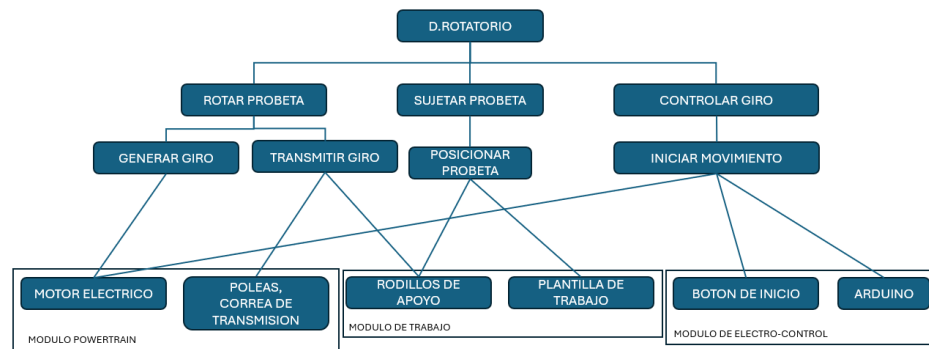 D.ROTATORIO
ROTAR PROBETA
SUJETAR PROBETA
CONTROLAR GIRO
GENERAR GIRO
TRANSMITIR GIRO
POSICIONAR
PROBETA
INICIAR MOVIMIENTO
MOTOR ELECTRICO
POLEAS,
CORREA DE
TRANSMISION
RODILLOS DE
APOYO
PLANTILLA DE
TRABAJO
BOTON DE INICIO
ARDUINO
MODULO POWERTRAIN
MODULO DE TRABAJO
MODULO DE ELECTRO-CONTROL